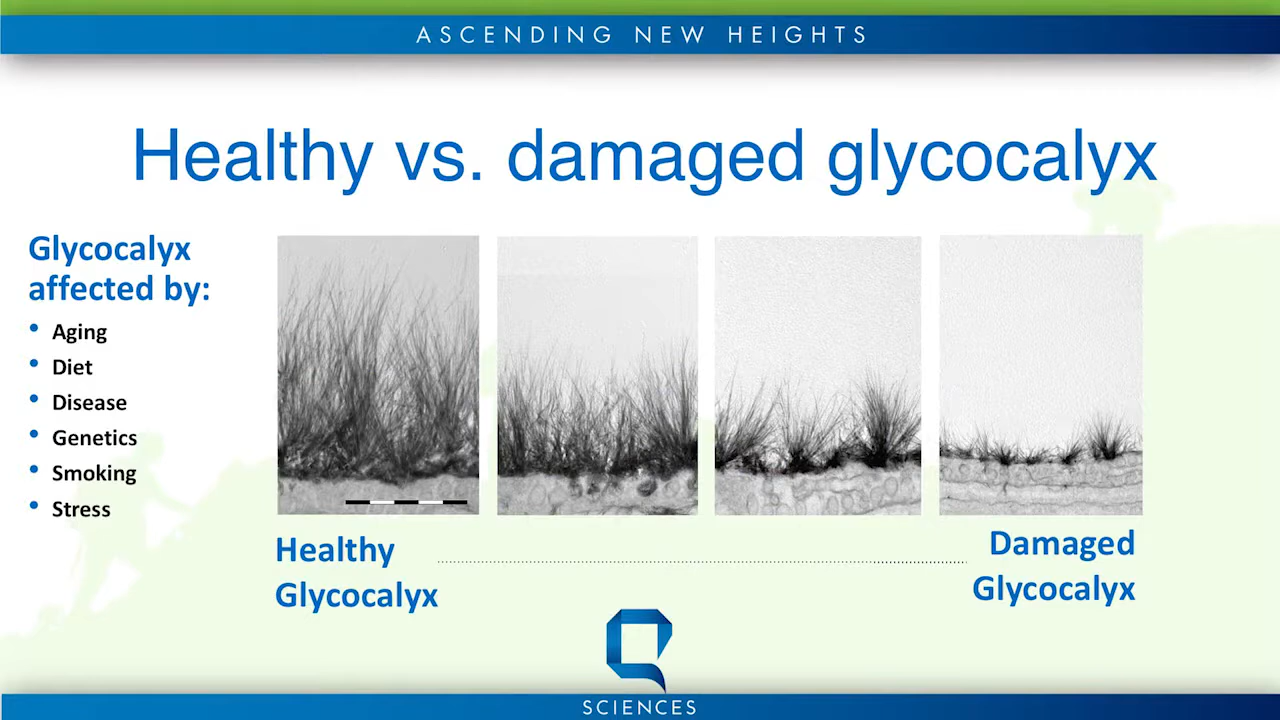 ASCENDING NEW HEIGHTS
Healthy vs. damaged glycocalyx
Glycocalyx
affected by:
• Aging
• Diet
• Disease
• Genetics
• Smoking
• Stress
Healthy
Glycocalyx
Damaged
Glycocalyx
Q
SCIENCES